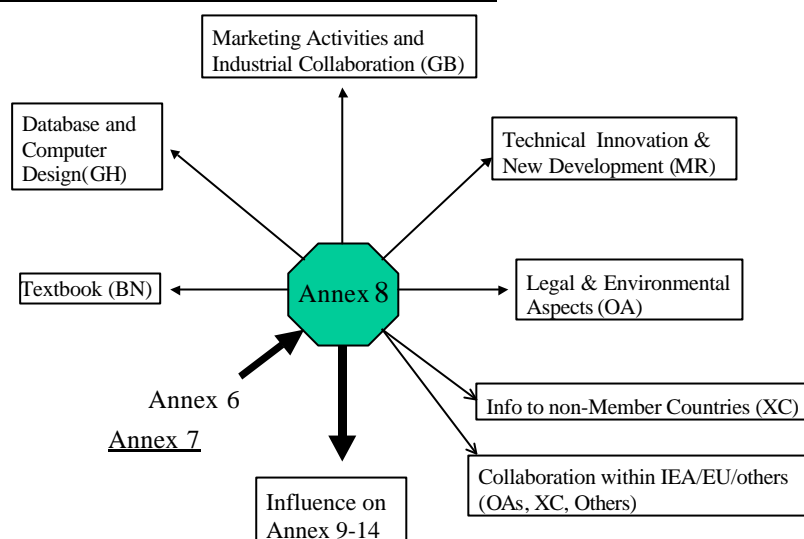 Marketing Activities and
Industrial Collaboration (GB)
Database and
Computer
Design(GH)
Technical Innovation &
New Development (MR)
Textbook (BN)
Annex 8
Legal & Environmental
Aspects (OA)
Annex 6
Annex 7
Info to non-Member Countries (XC)
Influence on
Annex 9-14
Collaboration within IEA/EU/others
(OAs, XC, Others)